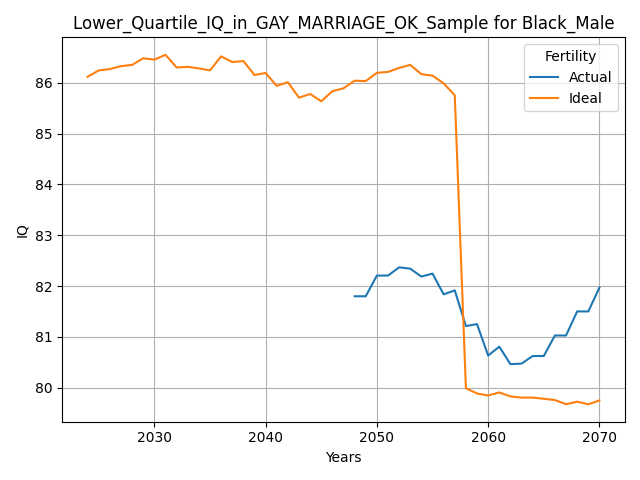 Lower_Quartile_IQ_in_GAY_MARRIAGE_OK_Sample for Black_Male
Fertility
Actual
Ideal
IQ
86
85
84
83
82
81
80
2030
2040
2050
2060
2070
Years